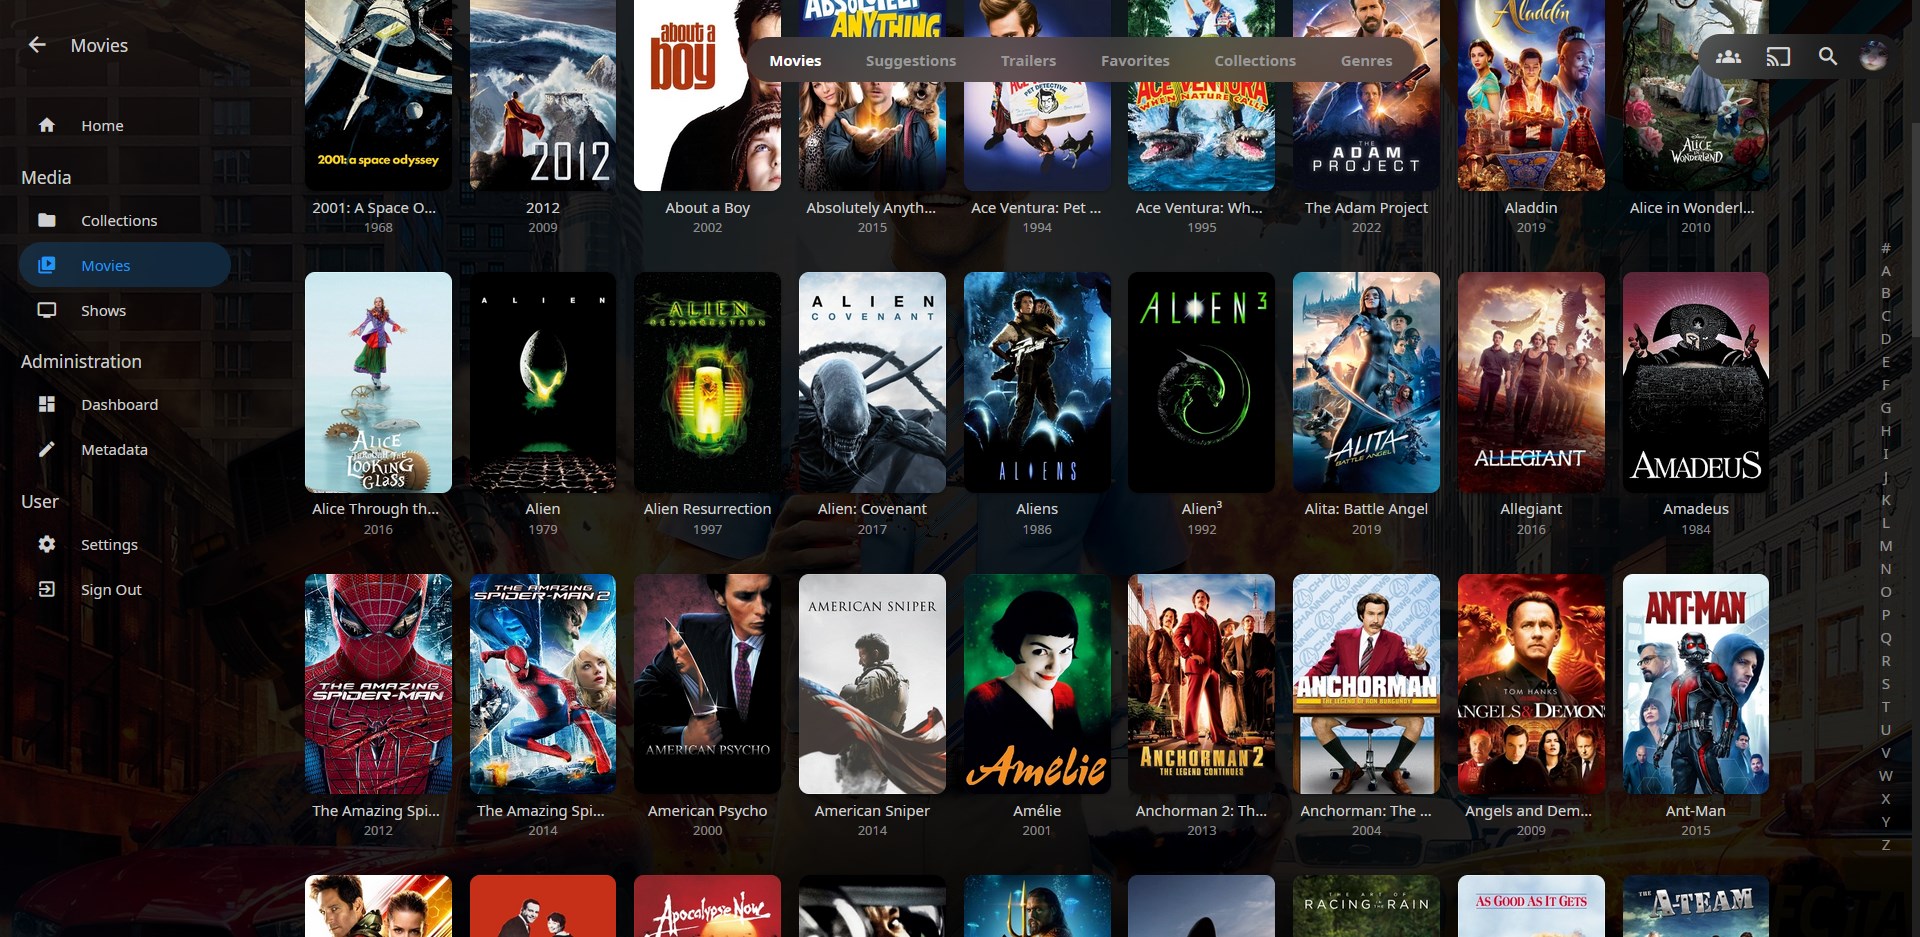 Movies
Home
Media
Collections
Movies
Shows
Administration
Dashboard
Metadata
User
Settings
Sign Out
Movies Suggestions Trailers Favorites Collections Genres
2001: a space odyssey
2012
about a
boy
ABSOLUTELY
ANYTHING
PET DETECTIVE
ACE VENTURA
WHEN NATURE CALLS
THE
ADAM
PROJECT
Aladdin
Disney
ALICE
IN
WONDERLAND
2001: A Space O...
1968
2012
2009
About a Boy
2002
Absolutely Anyth...
2015
Ace Ventura: Pet ...
1994
Ace Ventura: Wh...
1995
The Adam Project
2022
Aladdin
2019
Alice in Wonderl...
2010
ALICE
THROUGH THE
LOOKING
GLASS
ALIEN
ALIEN
RESURRECTION
ALIEN
COVENANT
ALIENS
ALIEN³
ALITA
BATTLE ANGEL
ALLEGIANT
AMADEUS
Alice Through th...
2016
Alien
1979
Alien Resurrection
1997
Alien: Covenant
2017
Aliens
1986
Alien³
1992
Alita: Battle Angel
2019
Allegiant
2016
Amadeus
1984
THE AMAZING
SPIDER-MAN
THE AMAZING
SPIDER-MAN 2
AMERICAN PSYCHO
AMERICAN SNIPER
Amélie
ANCHORMAN 2
THE LEGEND CONTINUES
ANCHORMAN
THE LEGEND OF RON BURGUNDY
TOM HANKS
ANGELS & DEMONS
ANT-MAN
The Amazing Spi...
2012
The Amazing Spi...
2014
American Psycho
2000
American Sniper
2014
Amélie
2001
Anchorman 2: Th...
2013
Anchorman: The ...
2004
Angels and Dem...
2009
Ant-Man
2015
Apocalypse Now
THE ART OF
RACING IN THE RAIN
AS GOOD AS IT GETS
THE A-TEAM
#
A
B
C
D
E
F
G
H
I
J
K
L
M
N
O
P
Q
R
S
T
U
V
W
X
Y
Z